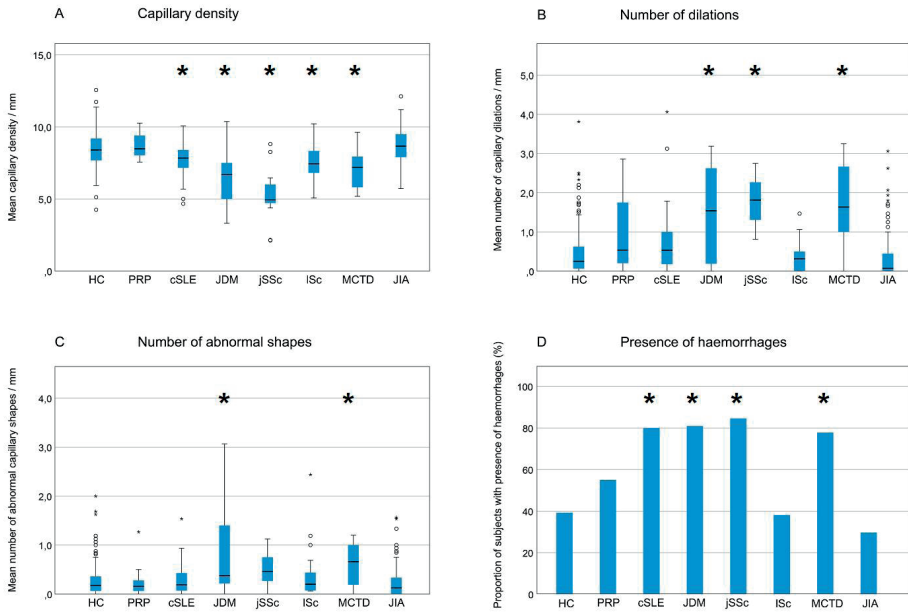 A Capillary density
Mean capillary density / mm
15,0
10,0
5,0
,0
* * * * *
HC PRP cSLE JDM jSSc lSc MCTD JIA
B Number of dilations
Mean number of capillary dilations / mm
5,0
4,0
3,0
2,0
1,0
,0
* * *
HC PRP cSLE JDM jSSc lSc MCTD JIA
C Number of abnormal shapes
Mean number of abnormal capillary shapes / mm
4,0
3,0
2,0
1,0
,0
* *
HC PRP cSLE JDM jSSc lSc MCTD JIA
D Presence of haemorrhages
Proportion of subjects with presence of haemorrhages (%)
100
80
60
40
20
0
* * * *
HC PRP cSLE JDM jSSc lSc MCTD JIA